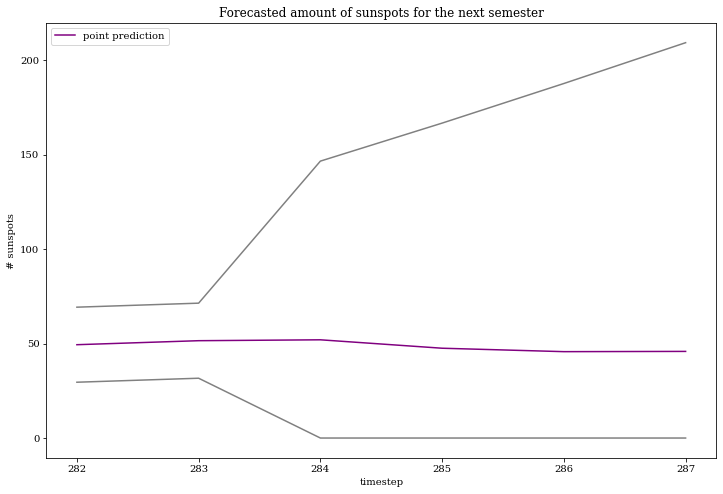 Forecasted amount of sunspots for the next semester
point prediction
200
150
100
50
0
# sunspots
282 283 284 285 286 287
timestep